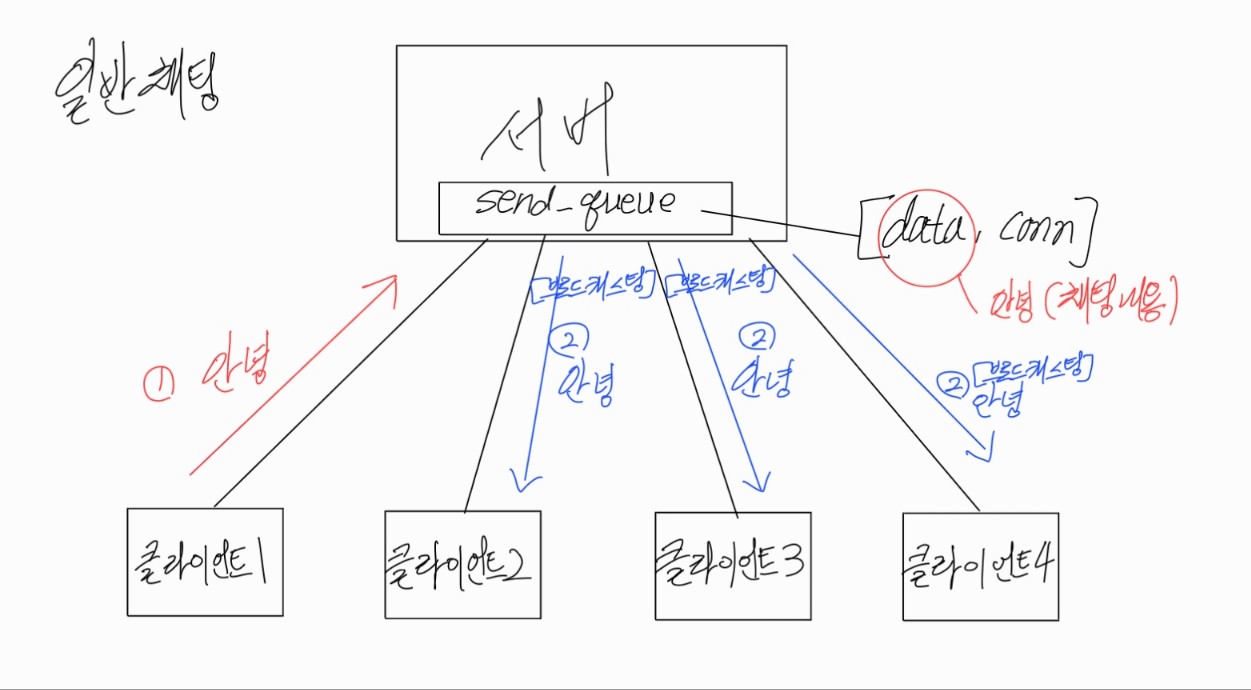 일반채팅
서버
send_queue
[data, conn]
안녕(채팅내용)
① 안녕
[브로드캐스팅]
②
안녕
[브로드캐스팅]
②
안녕
② [브로드캐스팅]
안녕
클라이언트1
클라이언트2
클라이언트3
클라이언트4